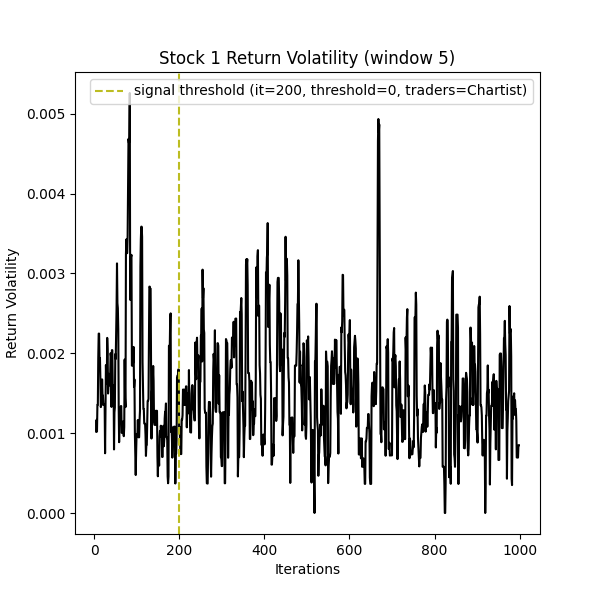 Stock 1 Return Volatility (window 5)
signal threshold (it=200, threshold=0, traders=Chartist)
Return Volatility
0.005
0.004
0.003
0.002
0.001
0.000
0 200 400 600 800 1000
Iterations